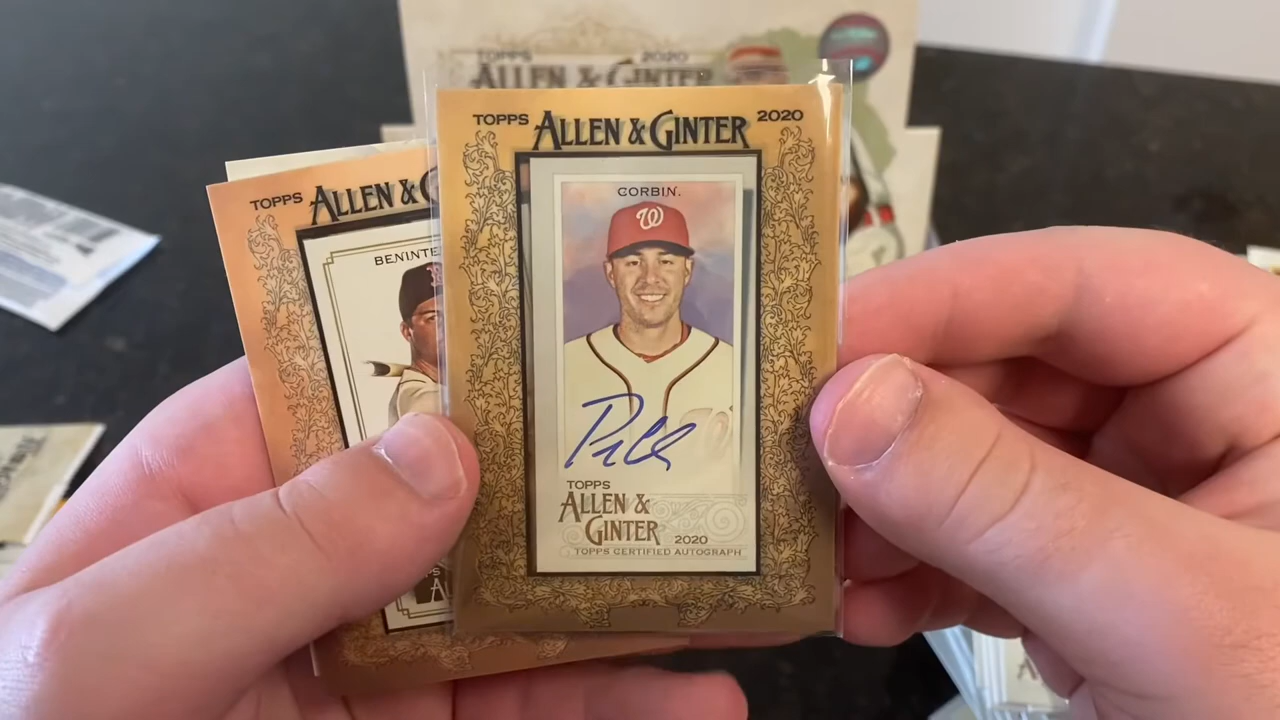 TOPPS 2020
ALLEN & GINTER
TOPPS ALLEN & GINTER 2020
CORBIN.
TOPPS
ALLEN &
GINTER 2020
TOPPS CERTIFIED AUTOGRAPH
TOPPS ALLEN & G
BENINTE